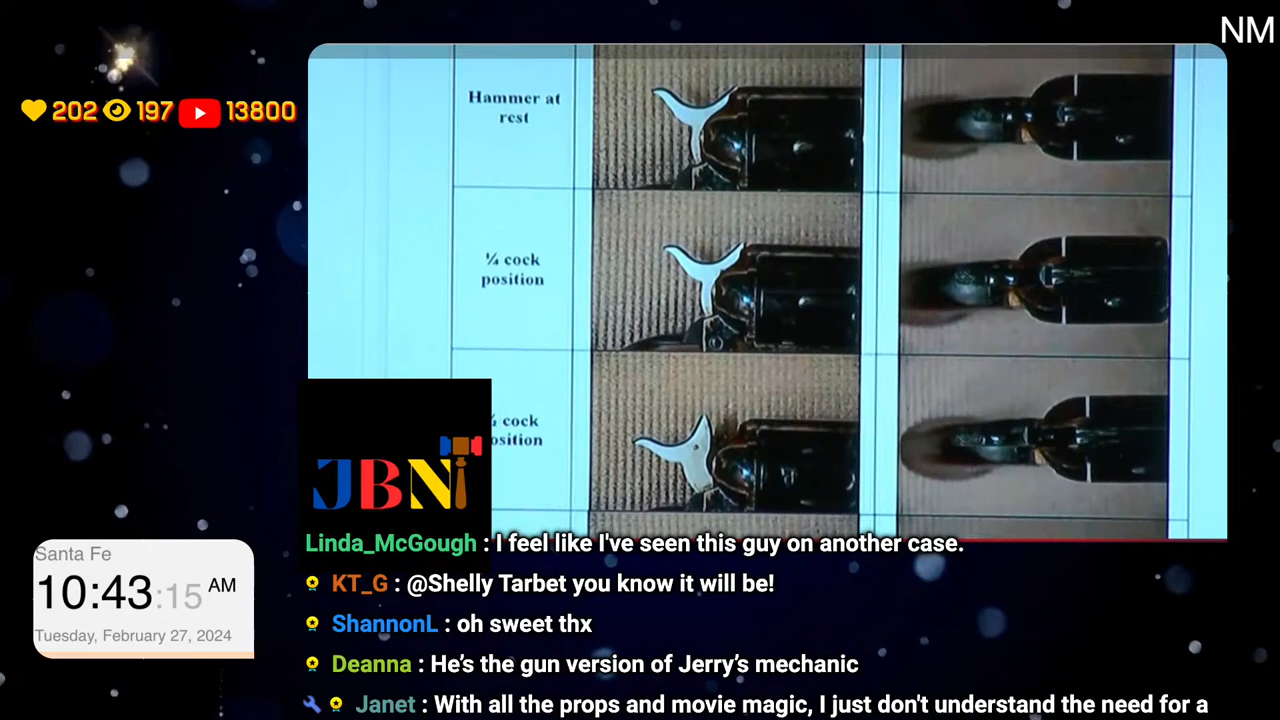 NM
202 197 13800
Hammer at
rest
¼ cock
position
cock
osition
JBN
Linda_McGough : I feel like I've seen this guy on another case.
KT_G : @Shelly Tarbet you know it will be!
ShannonL : oh sweet thx
Deanna : He's the gun version of Jerry's mechanic
Janet : With all the props and movie magic, I just don't understand the need for a
Santa Fe
10:43:15 AM
Tuesday, February 27, 2024